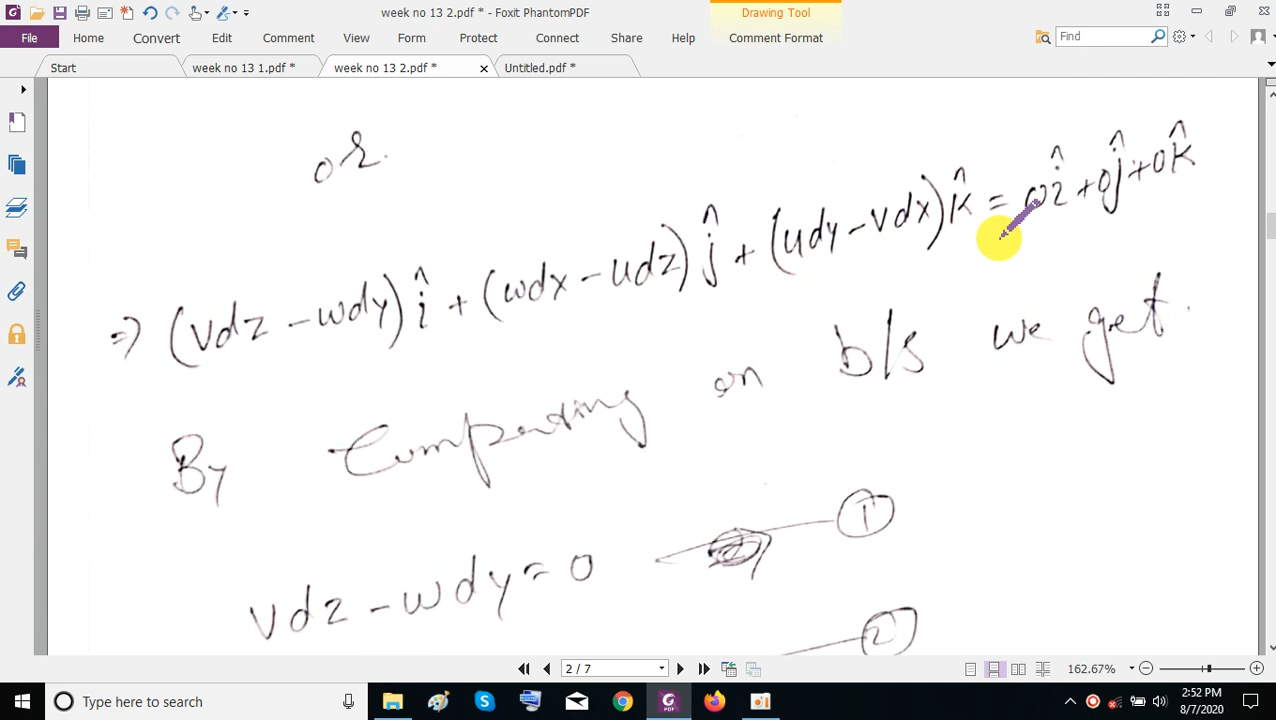 week no 13 2.pdf * - Foxit PhantomPDF
Drawing Tool
File Home Convert Edit Comment View Form Protect Connect Share Help Comment Format Find
Start week no 13 1.pdf * week no 13 2.pdf * Untitled.pdf *
or
=> (vdz - wdy) î + (wdx - udz) ĵ + (udy - vdx) k̂ = 0î + 0ĵ + 0k̂
By Comparing on b/s we get.
vdz - wdy = 0 ①
②
2 / 7 162.67%
Type here to search
2:52 PM
8/7/2020